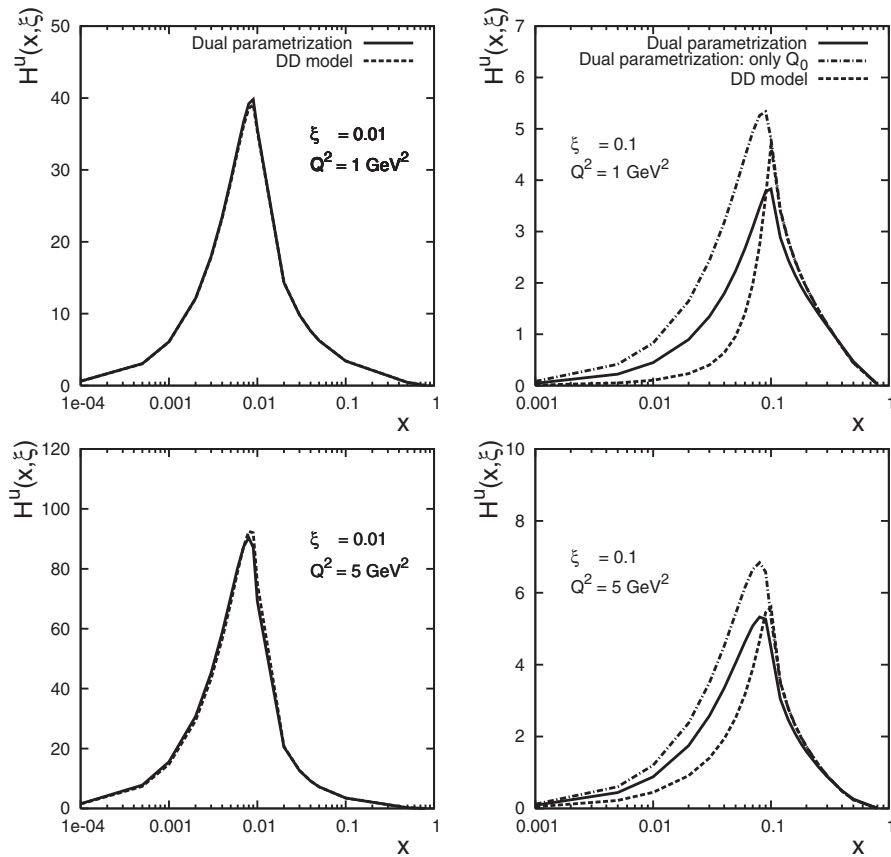 H^u(x,ξ)
50
40
30
20
10
0
Dual parametrization
DD model
ξ = 0.01
Q^2 = 1 GeV^2
1e-04 0.001 0.01 0.1 1
x
H^u(x,ξ)
7
6
5
4
3
2
1
0
Dual parametrization
Dual parametrization: only Q_0
DD model
ξ = 0.1
Q^2 = 1 GeV^2
0.001 0.01 0.1 1
x
H^u(x,ξ)
120
100
80
60
40
20
0
ξ = 0.01
Q^2 = 5 GeV^2
1e-04 0.001 0.01 0.1 1
x
H^u(x,ξ)
10
8
6
4
2
0
ξ = 0.1
Q^2 = 5 GeV^2
0.001 0.01 0.1 1
x